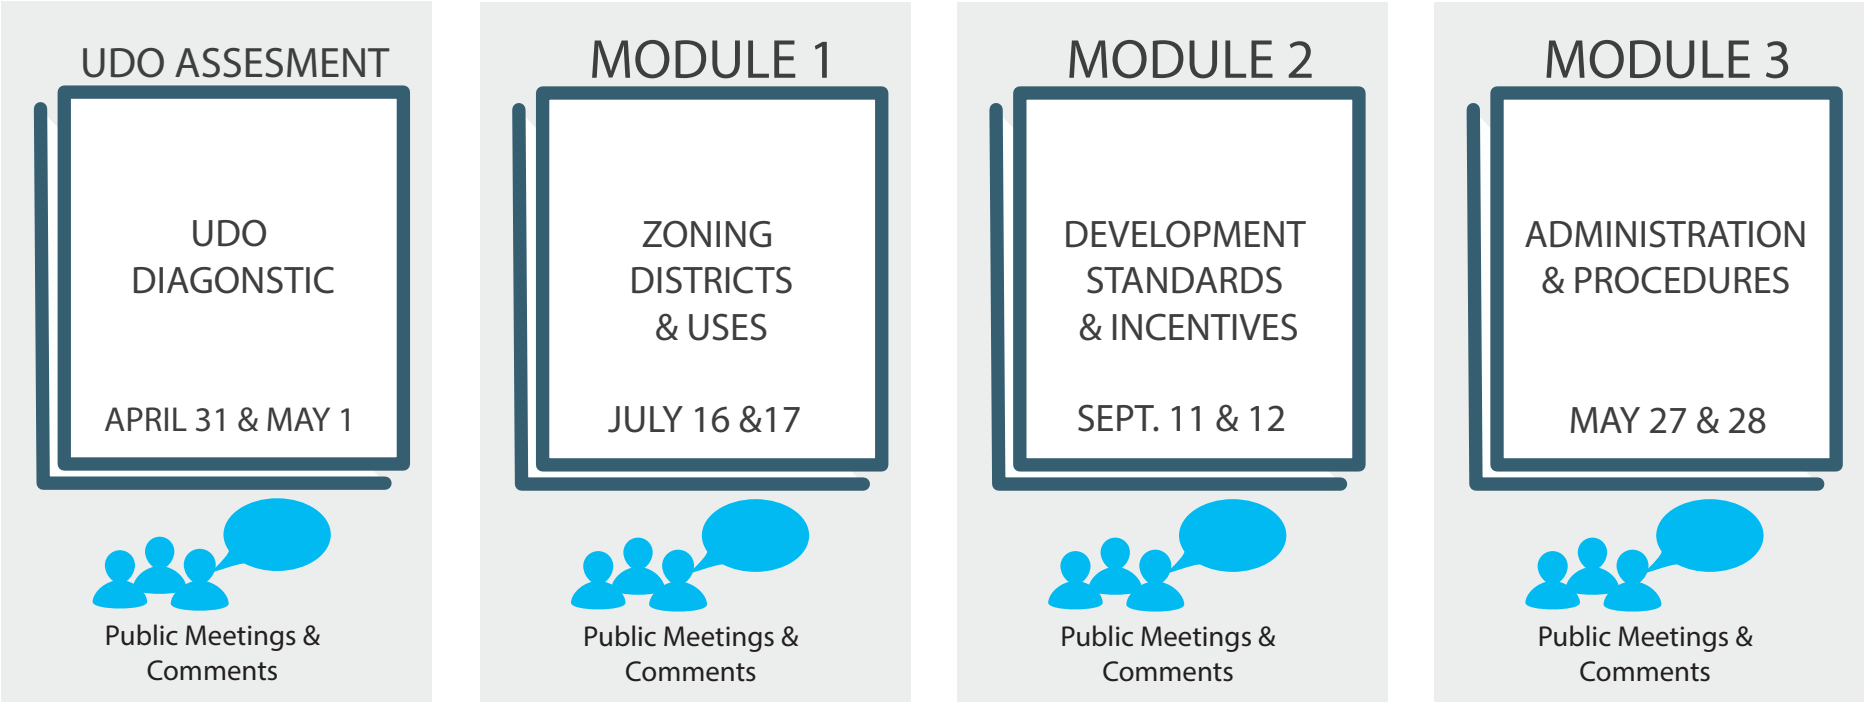 UDO ASSESMENT
UDO
DIAGONSTIC
APRIL 31 & MAY 1
Public Meetings &
Comments
MODULE 1
ZONING
DISTRICTS
& USES
JULY 16 &17
Public Meetings &
Comments
MODULE 2
DEVELOPMENT
STANDARDS
& INCENTIVES
SEPT. 11 & 12
Public Meetings &
Comments
MODULE 3
ADMINISTRATION
& PROCEDURES
MAY 27 & 28
Public Meetings &
Comments